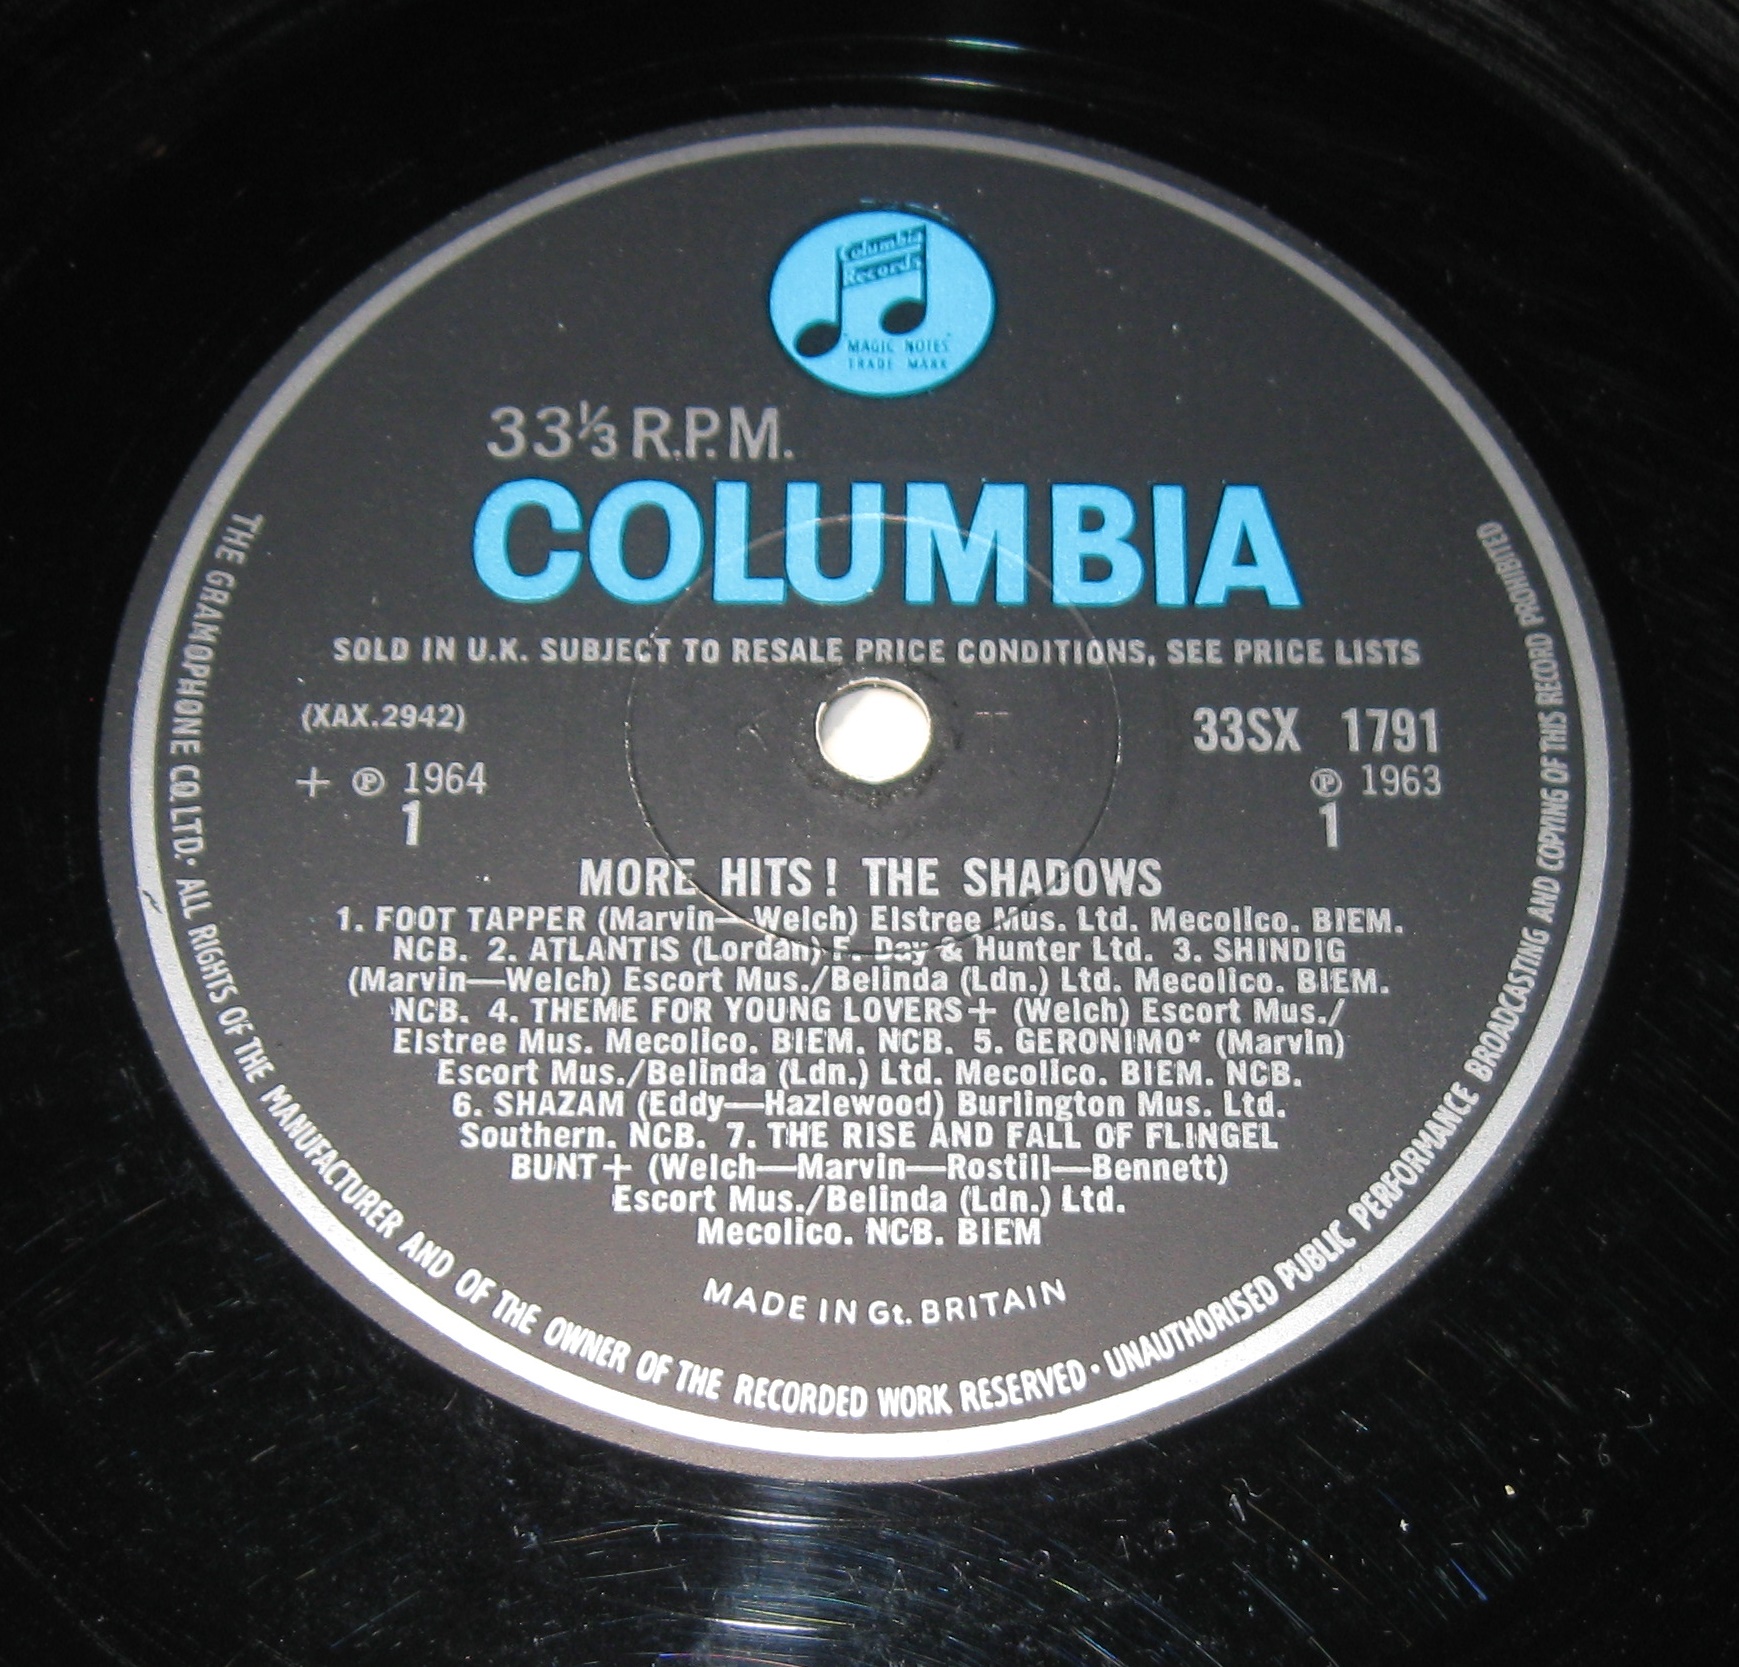 Columbia
Records
"MAGIC NOTES"
TRADE MARK
33⅓ R.P.M.
COLUMBIA
SOLD IN U.K. SUBJECT TO RESALE PRICE CONDITIONS, SEE PRICE LISTS
(XAX.2942)
33SX 1791
+ ℗ 1964
℗ 1963
1
1
MORE HITS! THE SHADOWS
1. FOOT TAPPER (Marvin—Welch) Elstree Mus. Ltd. Mecolico. BIEM.
NCB. 2. ATLANTIS (Lordan) F. Day & Hunter Ltd. 3. SHINDIG
(Marvin—Welch) Escort Mus./Belinda (Ldn.) Ltd. Mecolico. BIEM.
NCB. 4. THEME FOR YOUNG LOVERS+ (Welch) Escort Mus./
Elstree Mus. Mecolico. BIEM. NCB. 5. GERONIMO* (Marvin)
Escort Mus./Belinda (Ldn.) Ltd. Mecolico. BIEM. NCB.
6. SHAZAM (Eddy—Hazlewood) Burlington Mus. Ltd.
Southern. NCB. 7. THE RISE AND FALL OF FLINGEL
BUNT+ (Welch—Marvin—Rostill—Bennett)
Escort Mus./Belinda (Ldn.) Ltd.
Mecolico. NCB. BIEM
MADE IN Gt. BRITAIN
THE GRAMOPHONE CO. LTD. · ALL RIGHTS OF THE MANUFACTURER AND OF THE OWNER OF THE RECORDED WORK RESERVED · UNAUTHORISED PUBLIC PERFORMANCE BROADCASTING AND COPYING OF THIS RECORD PROHIBITED